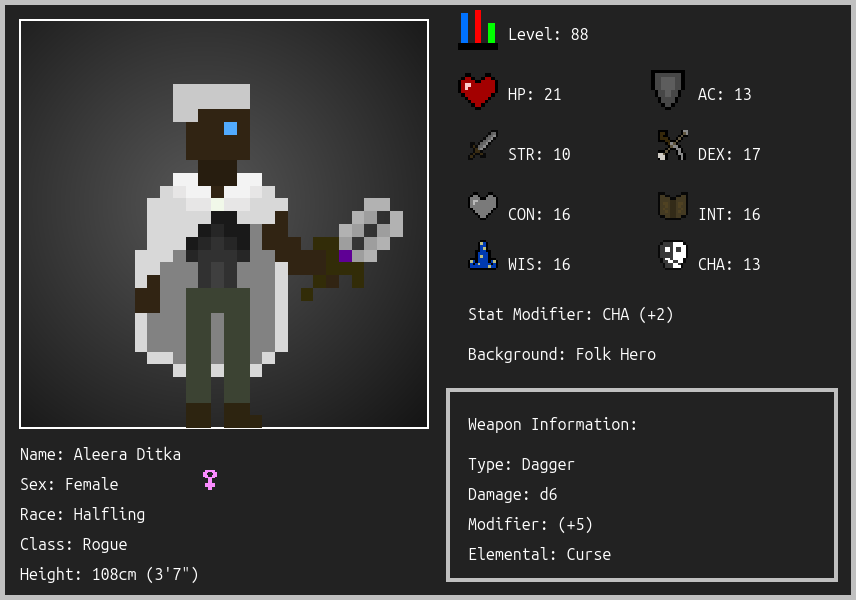 Level: 88
HP: 21
AC: 13
STR: 10
DEX: 17
CON: 16
INT: 16
WIS: 16
CHA: 13
Stat Modifier: CHA (+2)
Background: Folk Hero
Weapon Information:
Type: Dagger
Damage: d6
Modifier: (+5)
Elemental: Curse
Name: Aleera Ditka
Sex: Female
Race: Halfling
Class: Rogue
Height: 108cm (3'7")